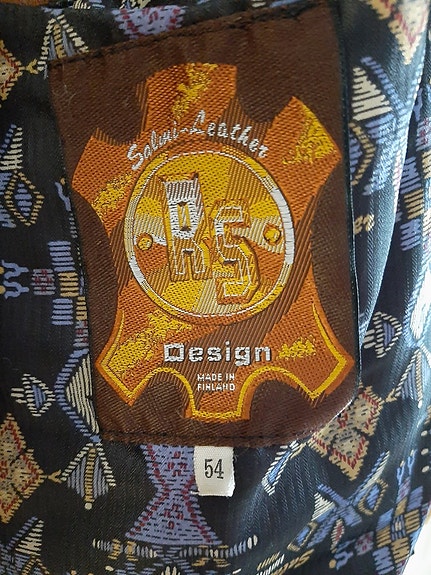 Salmi-Leather
RS
Design
MADE IN
FINLAND
54